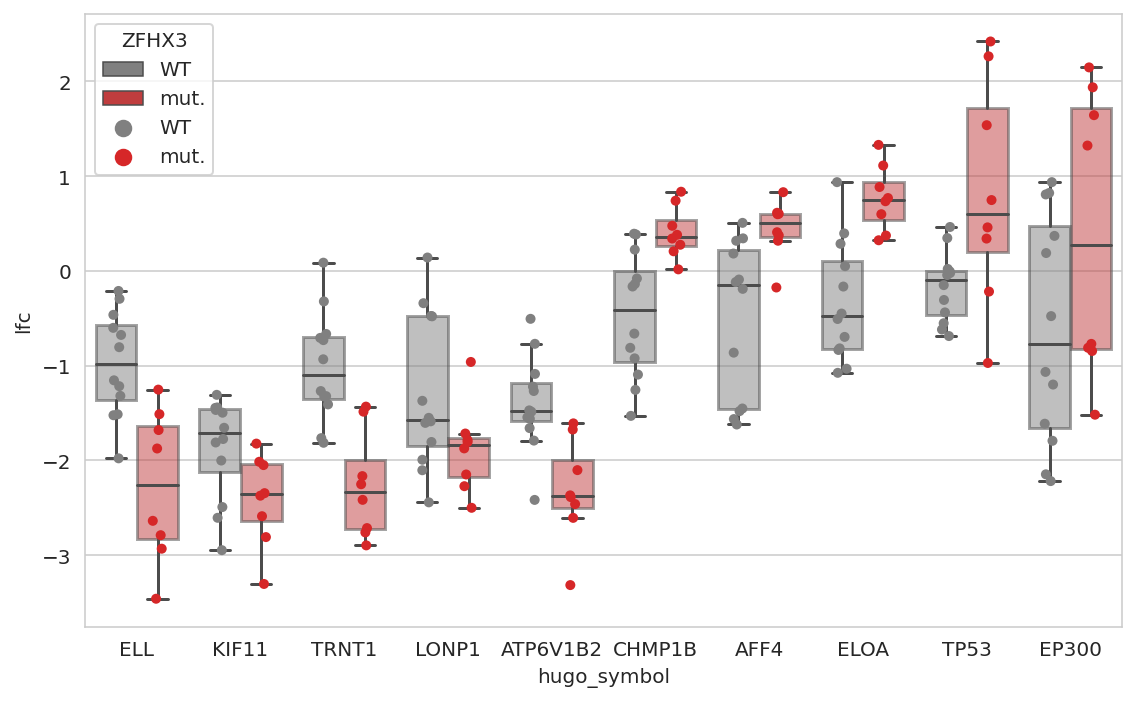 ZFHX3
WT
mut.
WT
mut.
2
1
0
−1
−2
−3
lfc
ELL KIF11 TRNT1 LONP1 ATP6V1B2 CHMP1B AFF4 ELOA TP53 EP300
hugo_symbol